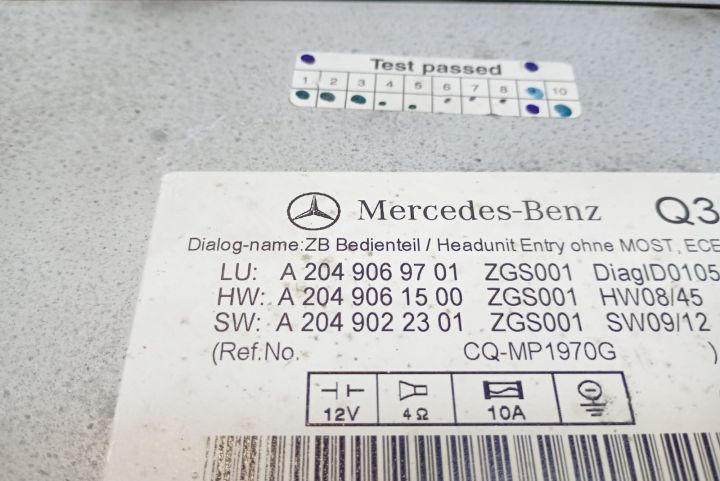 Test passed
1 2 3 4 5 6 7 8 10
Mercedes-Benz Q3
Dialog-name:ZB Bedienteil / Headunit Entry ohne MOST, ECE
LU: A 204 906 97 01 ZGS001 DiagID0105
HW: A 204 906 15 00 ZGS001 HW08/45
SW: A 204 902 23 01 ZGS001 SW09/12
(Ref.No. CQ-MP1970G )
12V 4Ω 10A